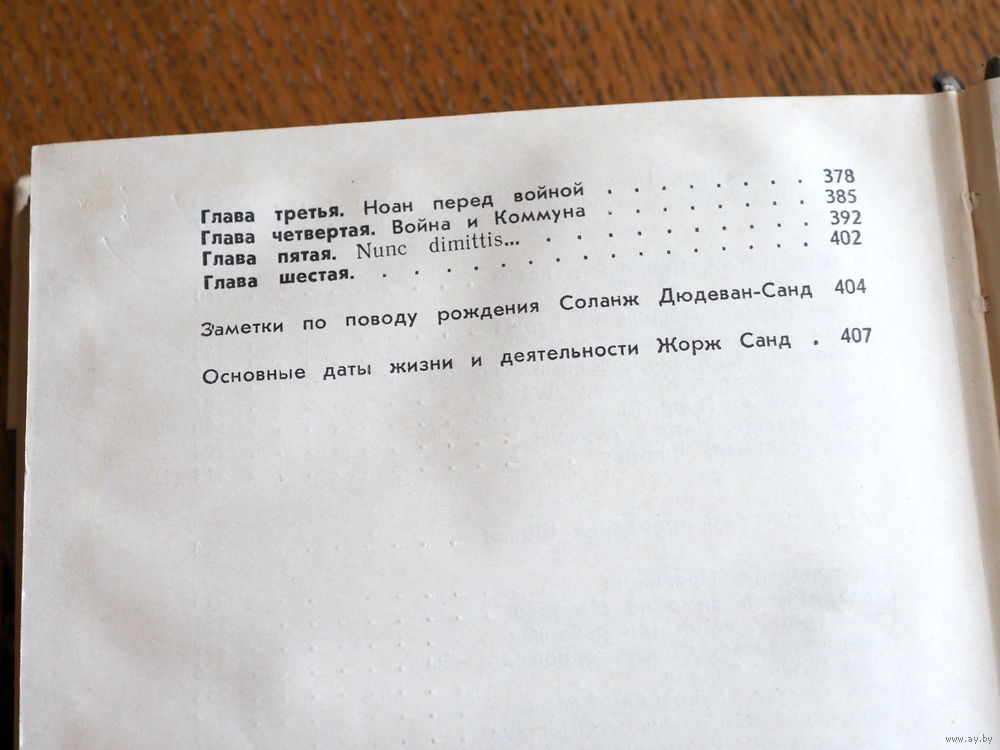 Глава третья. Ноан перед войной . . . . . . . . 378
Глава четвертая. Война и Коммуна . . . . . . . . 385
Глава пятая. Nunc dimittis... . . . . . . . . . . 392
Глава шестая. . . . . . . . . . . . . . . . . 402
Заметки по поводу рождения Соланж Дюдеван-Санд 404
Основные даты жизни и деятельности Жорж Санд . 407
www.ay.by